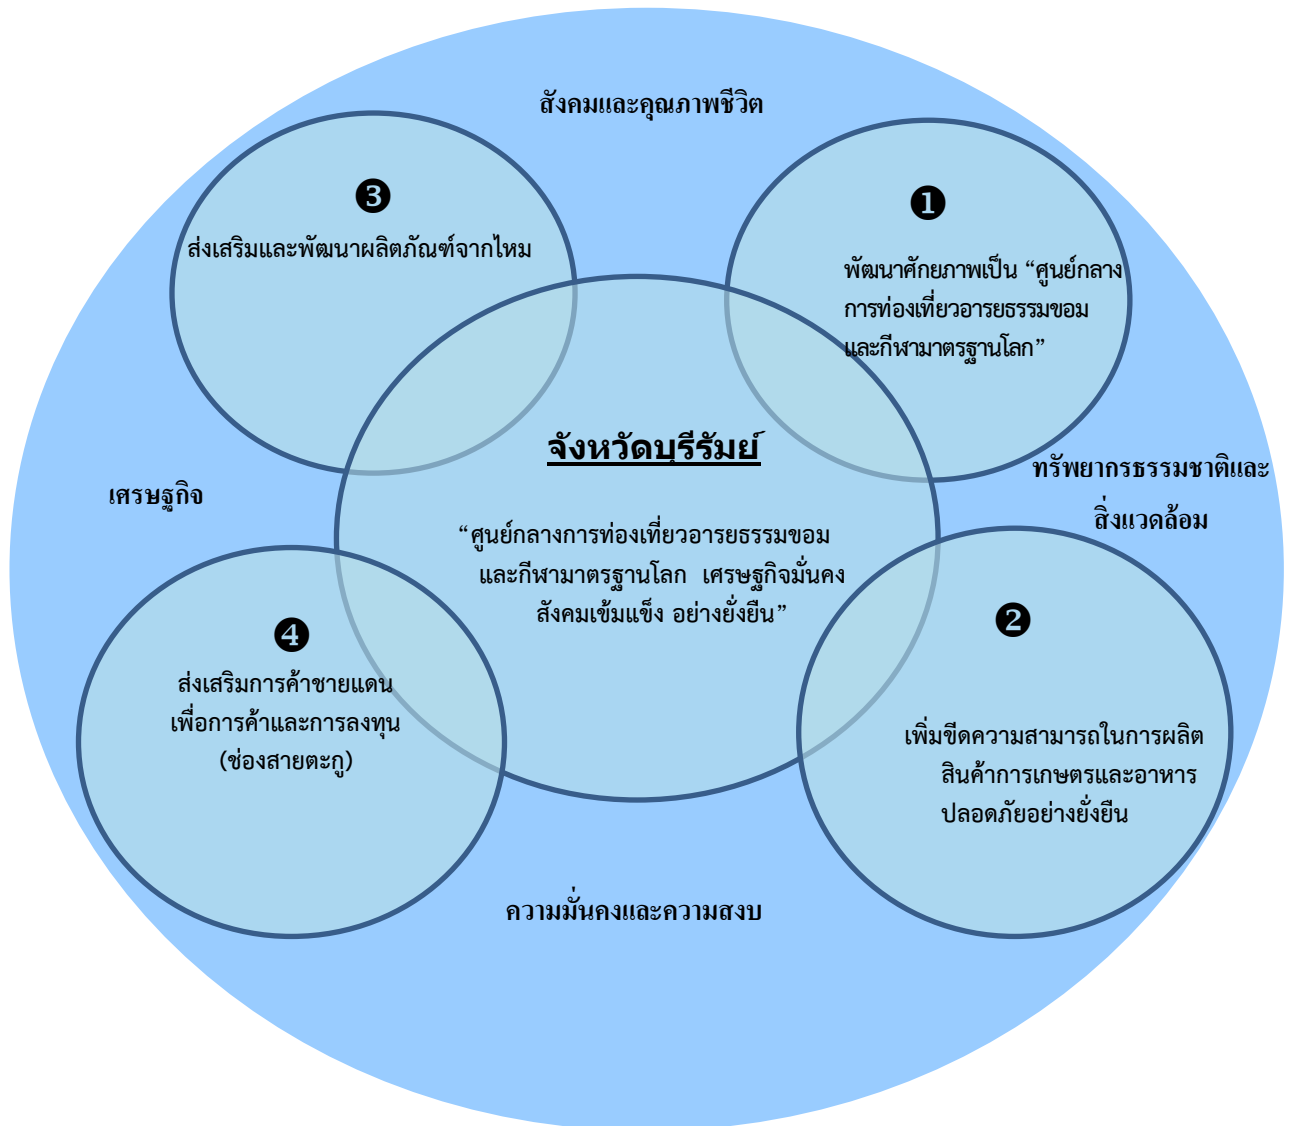 สังคมและคุณภาพชีวิต
❸
ส่งเสริมและพัฒนาผลิตภัณฑ์จากไหม
❶
พัฒนาศักยภาพเป็น “ศูนย์กลาง
การท่องเที่ยวอารยธรรมขอม
และกีฬามาตรฐานโลก”
จังหวัดบุรีรัมย์
“ศูนย์กลางการท่องเที่ยวอารยธรรมขอม
และกีฬามาตรฐานโลก เศรษฐกิจมั่นคง
สังคมเข้มแข็ง อย่างยั่งยืน”
เศรษฐกิจ
ทรัพยากรธรรมชาติและ
สิ่งแวดล้อม
❹
ส่งเสริมการค้าชายแดน
เพื่อการค้าและการลงทุน
(ช่องสายตะกู)
❷
เพิ่มขีดความสามารถในการผลิต
สินค้าการเกษตรและอาหาร
ปลอดภัยอย่างยั่งยืน
ความมั่นคงและความสงบ